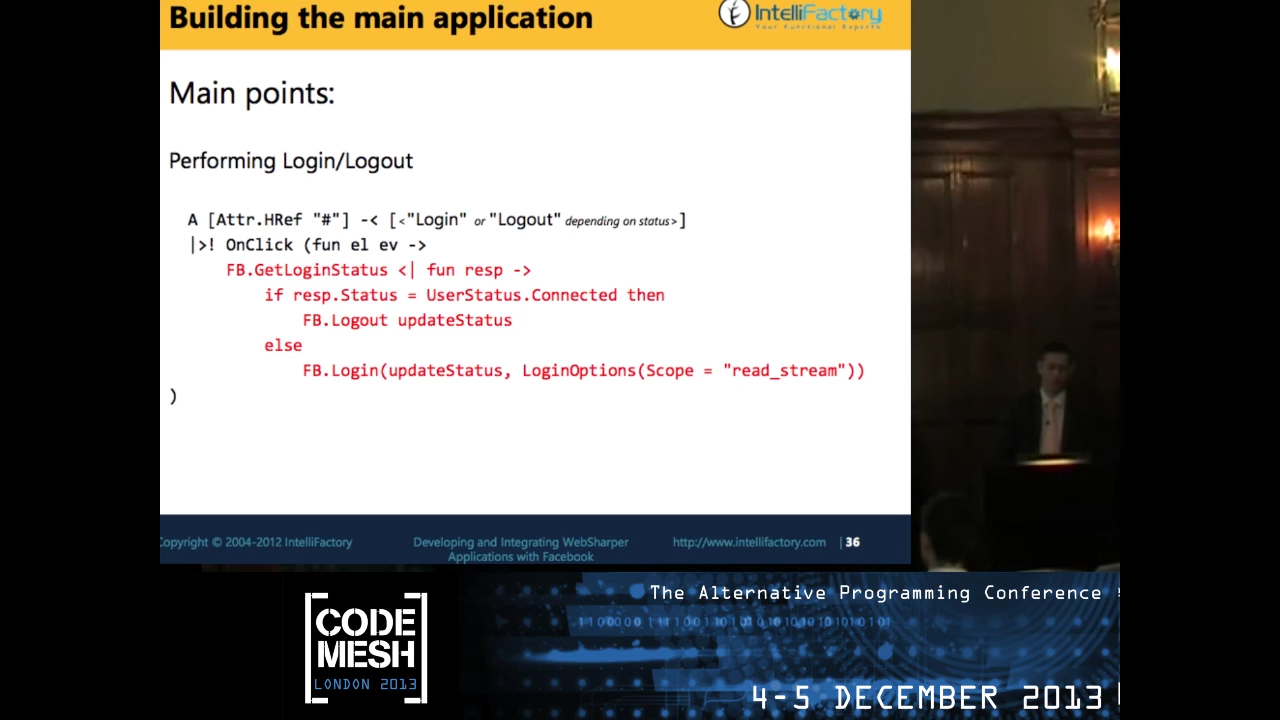 Building the main application
IntelliFactory
Your Functional Experts
Main points:
Performing Login/Logout
A [Attr.HRef "#"] -< [<"Login" or "Logout" depending on status>]
|>! OnClick (fun el ev ->
FB.GetLoginStatus <| fun resp ->
if resp.Status = UserStatus.Connected then
FB.Logout updateStatus
else
FB.Login(updateStatus, LoginOptions(Scope = "read_stream"))
)
Copyright © 2004-2012 IntelliFactory
Developing and Integrating WebSharper
Applications with Facebook
http://www.intellifactory.com
| 36
The Alternative Programming Conference
CODE
MESH
LONDON 2013
4-5 DECEMBER 2013